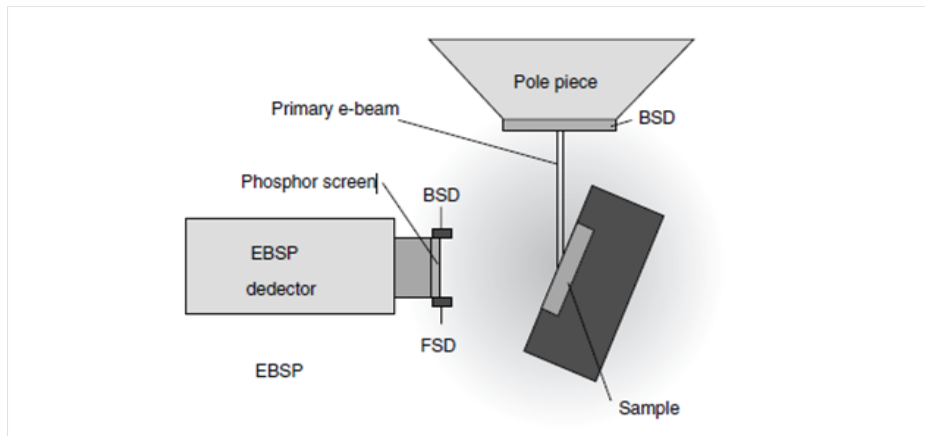 Pole piece
Primary e-beam
BSD
Phosphor screen
BSD
EBSP
dedector
FSD
EBSP
Sample